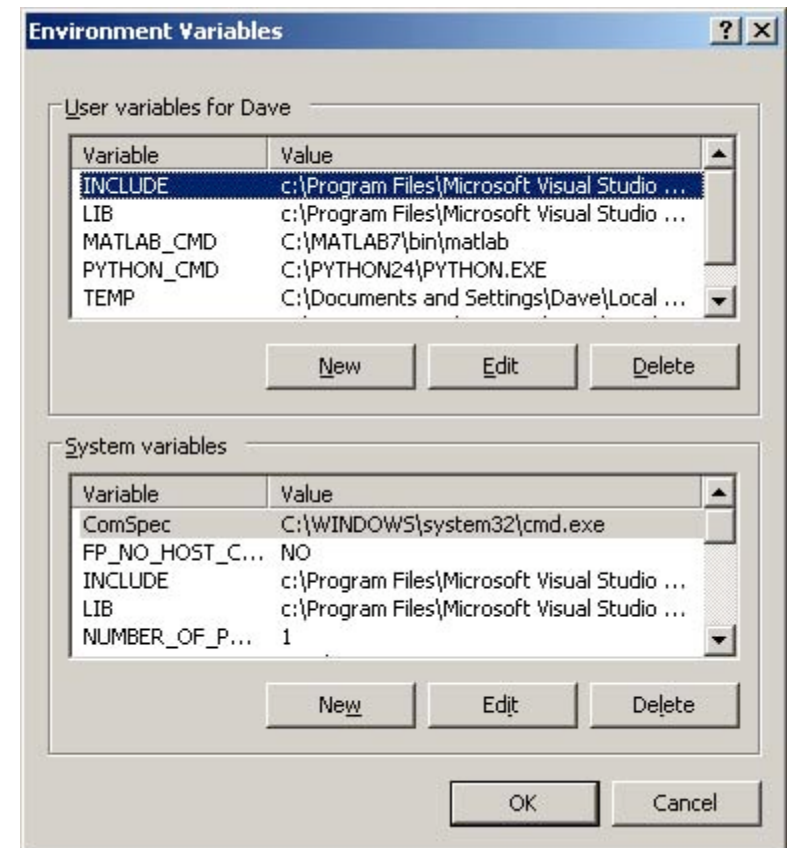 Environment Variables
User variables for Dave
Variable Value
INCLUDE c:\Program Files\Microsoft Visual Studio ...
LIB c:\Program Files\Microsoft Visual Studio ...
MATLAB_CMD C:\MATLAB7\bin\matlab
PYTHON_CMD C:\PYTHON24\PYTHON.EXE
TEMP C:\Documents and Settings\Dave\Local ...
New Edit Delete
System variables
Variable Value
ComSpec C:\WINDOWS\system32\cmd.exe
FP_NO_HOST_C... NO
INCLUDE c:\Program Files\Microsoft Visual Studio ...
LIB c:\Program Files\Microsoft Visual Studio ...
NUMBER_OF_P... 1
New Edit Delete
OK Cancel